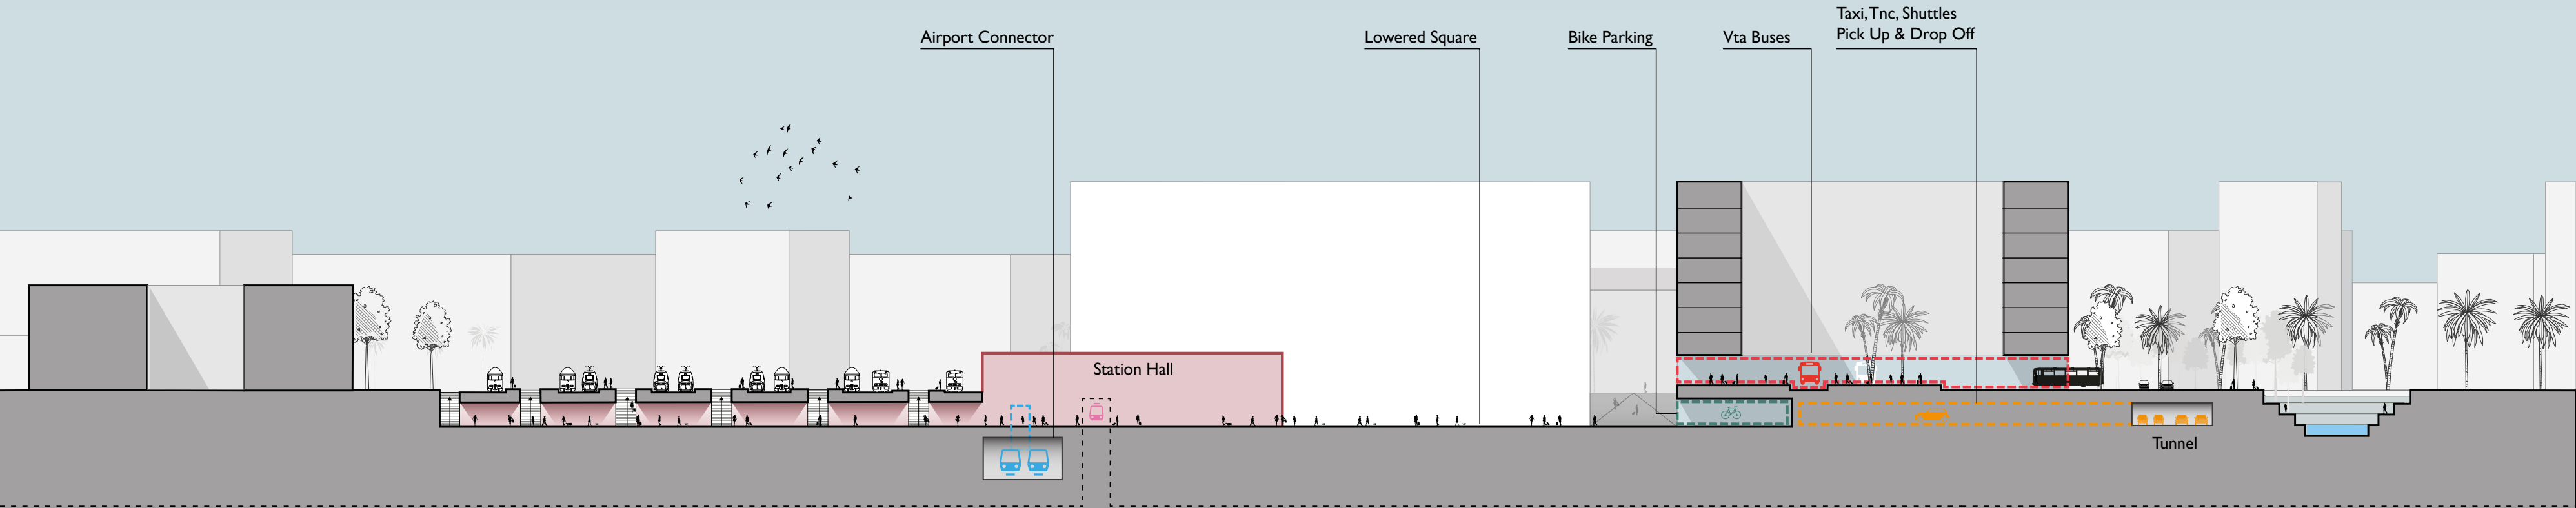 Airport Connector
Lowered Square
Bike Parking
Vta Buses
Taxi, Tnc, Shuttles
Pick Up & Drop Off
Station Hall
Tunnel